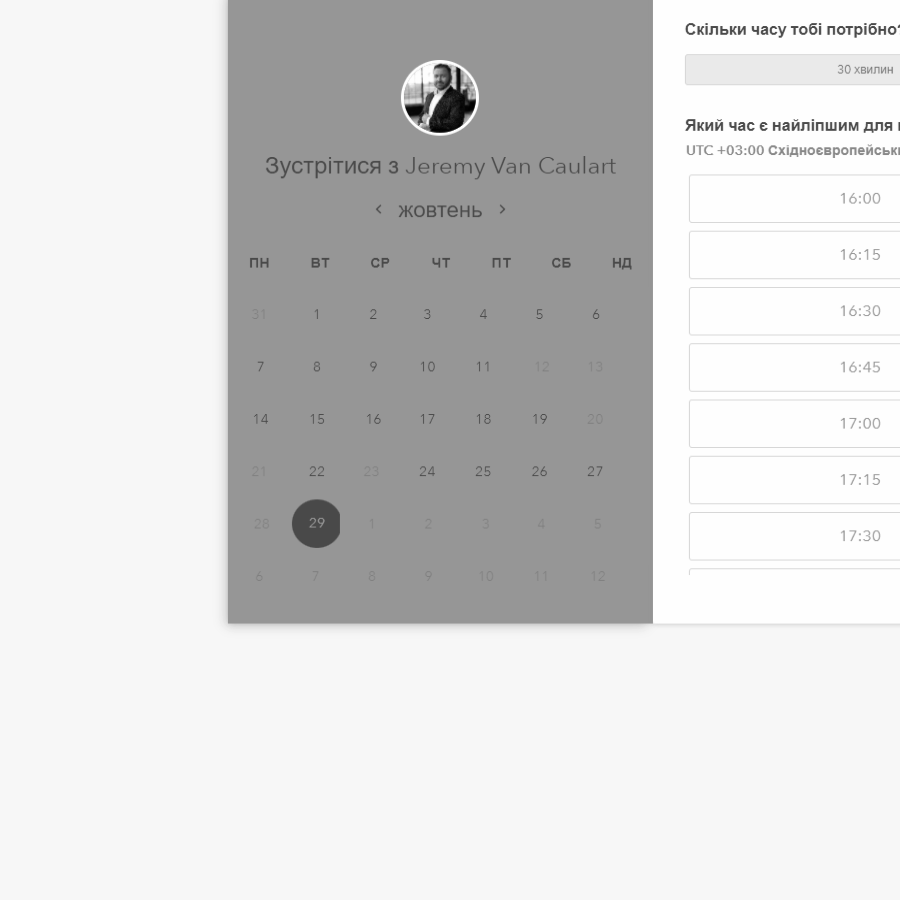 Зустрітися з Jeremy Van Caulart
жовтень
ПН ВТ СР ЧТ ПТ СБ НД
31 1 2 3 4 5 6
7 8 9 10 11 12 13
14 15 16 17 18 19 20
21 22 23 24 25 26 27
28 29 1 2 3 4 5
6 7 8 9 10 11 12
Скільки часу тобі потрібно?
30 хвилин
Який час є найліпшим для
UTC +03:00
16:00
16:15
16:30
16:45
17:00
17:15
17:30